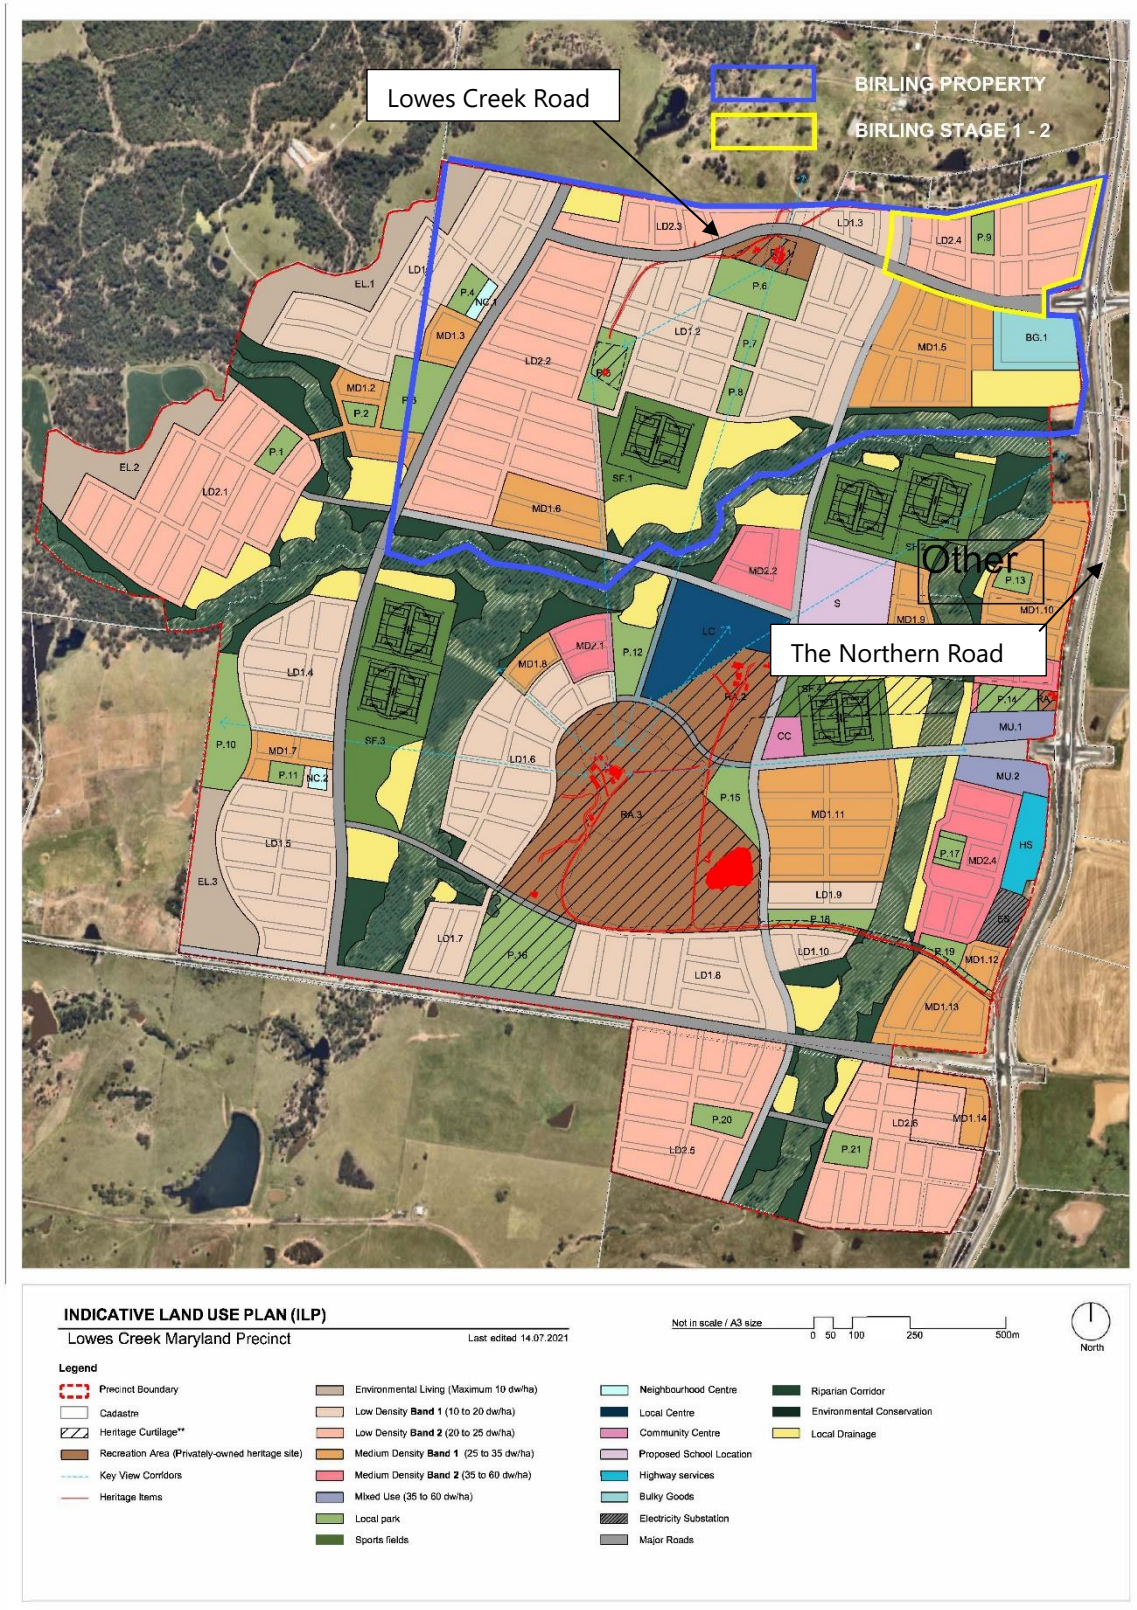 Lowes Creek Road
BIRLING PROPERTY
BIRLING STAGE 1 - 2
LD2.3
LD1.3
LD2.4
P.9
EL.1
P.4
NC.1
P.6
P.7
LD1.2
MD1.3
MD1.5
BG.1
LD2.2
P.8
MD1.2
P.2
P.1
EL.2
LD2.1
SF.1
MD1.6
Other
MD2.2
P.13
S
MD1.10
MD1.9
LC
The Northern Road
MD2.1
P.12
MD1.8
LD1.4
SF.4
P.14
MU.1
CC
P.10
SF.3
MD1.7
P.11
NC.2
LD1.6
MU.2
P.15
RA.3
MD1.11
HS
LD1.5
P.17
MD2.4
EL.3
LD1.9
P.18
ES
LD1.7
P.16
LD1.10
P.19
MD1.12
LD1.8
MD1.13
P.20
LD2.6
MD1.14
LD2.5
P.21
INDICATIVE LAND USE PLAN (ILP)
Lowes Creek Maryland Precinct
Last edited 14.07.2021
Not in scale / A3 size
0 50 100 250 500m
North
Legend
Precinct Boundary
Cadastre
Heritage Curtilage**
Recreation Area (Privately-owned heritage site)
Key View Corridors
Heritage Items
Environmental Living (Maximum 10 dw/ha)
Low Density Band 1 (10 to 20 dw/ha)
Low Density Band 2 (20 to 25 dw/ha)
Medium Density Band 1 (25 to 35 dw/ha)
Medium Density Band 2 (35 to 60 dw/ha)
Mixed Use (35 to 60 dw/ha)
Local park
Sports fields
Neighbourhood Centre
Local Centre
Community Centre
Proposed School Location
Highway services
Bulky Goods
Electricity Substation
Major Roads
Riparian Corridor
Environmental Conservation
Local Drainage